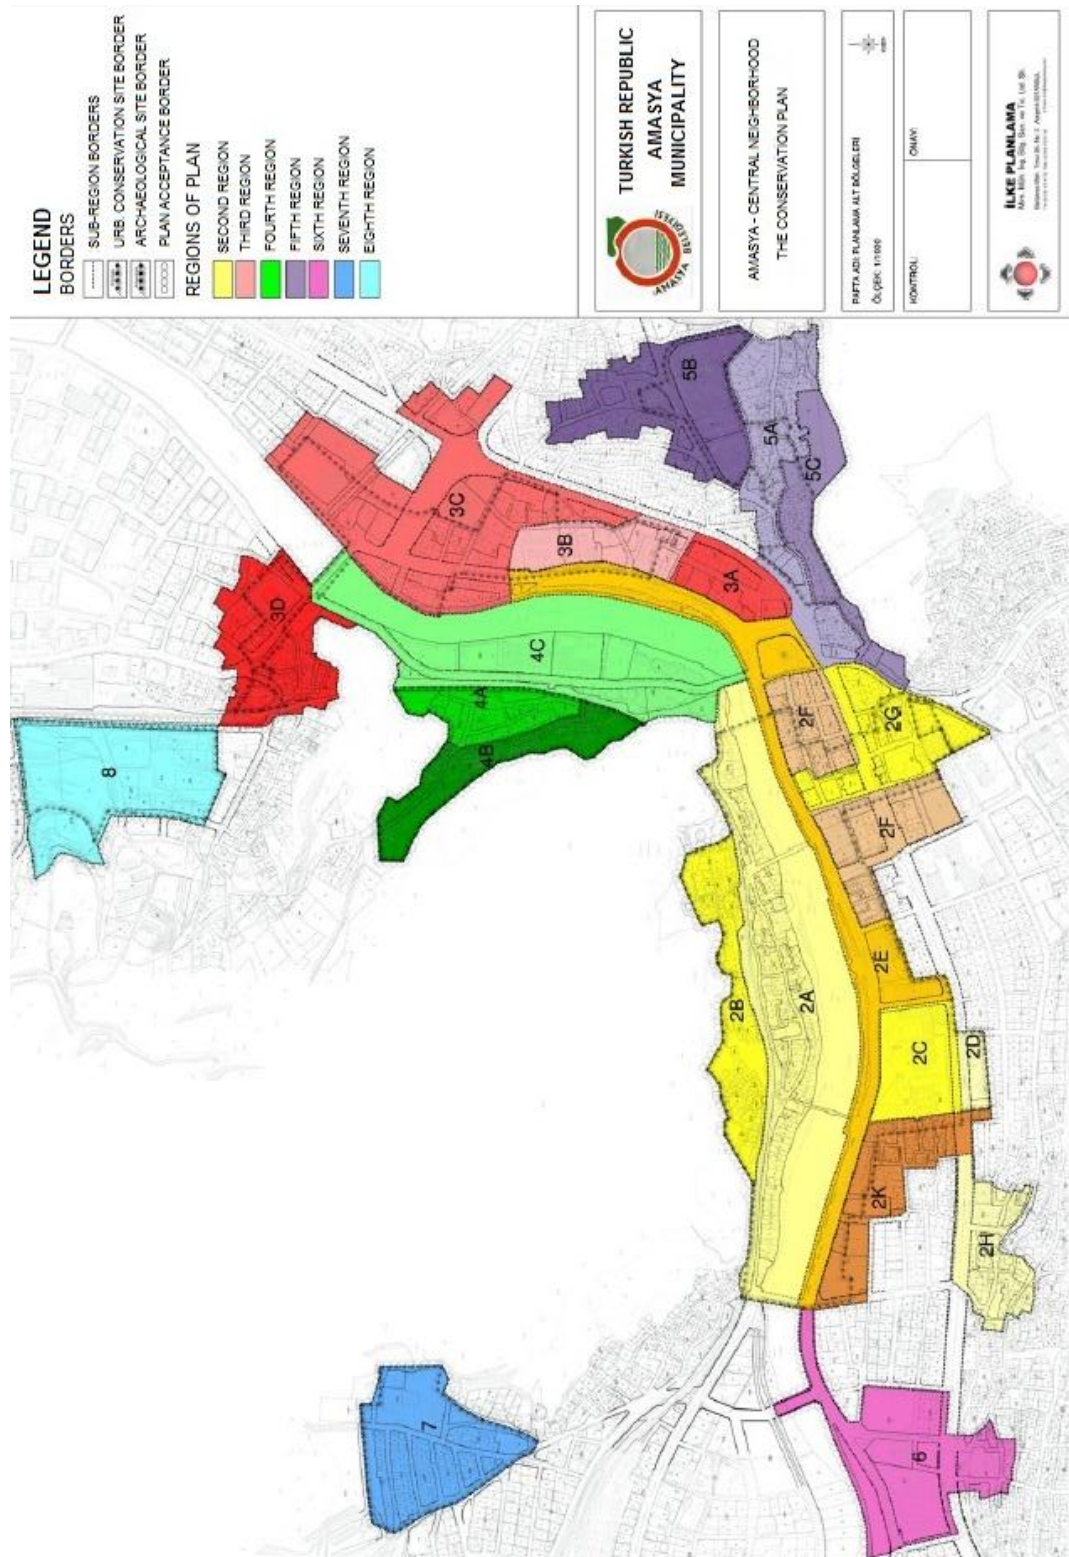 LEGEND
BORDERS
SUB-REGION BORDERS
URB. CONSERVATION SITE BORDER
ARCHAEOLOGICAL SITE BORDER
PLAN ACCEPTANCE BORDER
REGIONS OF PLAN
SECOND REGION
THIRD REGION
FOURTH REGION
FIFTH REGION
SIXTH REGION
SEVENTH REGION
EIGHTH REGION
TURKISH REPUBLIC
AMASYA
MUNICIPALITY
AMASYA BELEDİYESİ
AMASYA - CENTRAL NEIGHBORHOOD
THE CONSERVATION PLAN
PAFTA ADI: PLANLAMA ALT BÖLGELERİ
ÖLÇEK: 1/1000
KONTROL:
ONAY:
İLKE PLANLAMA
7
6
2H
2K
2D
2C
2E
2A
2B
2F
2F
2G
8
3D
4B
4A
4C
3A
3B
3C
5C
5A
5B